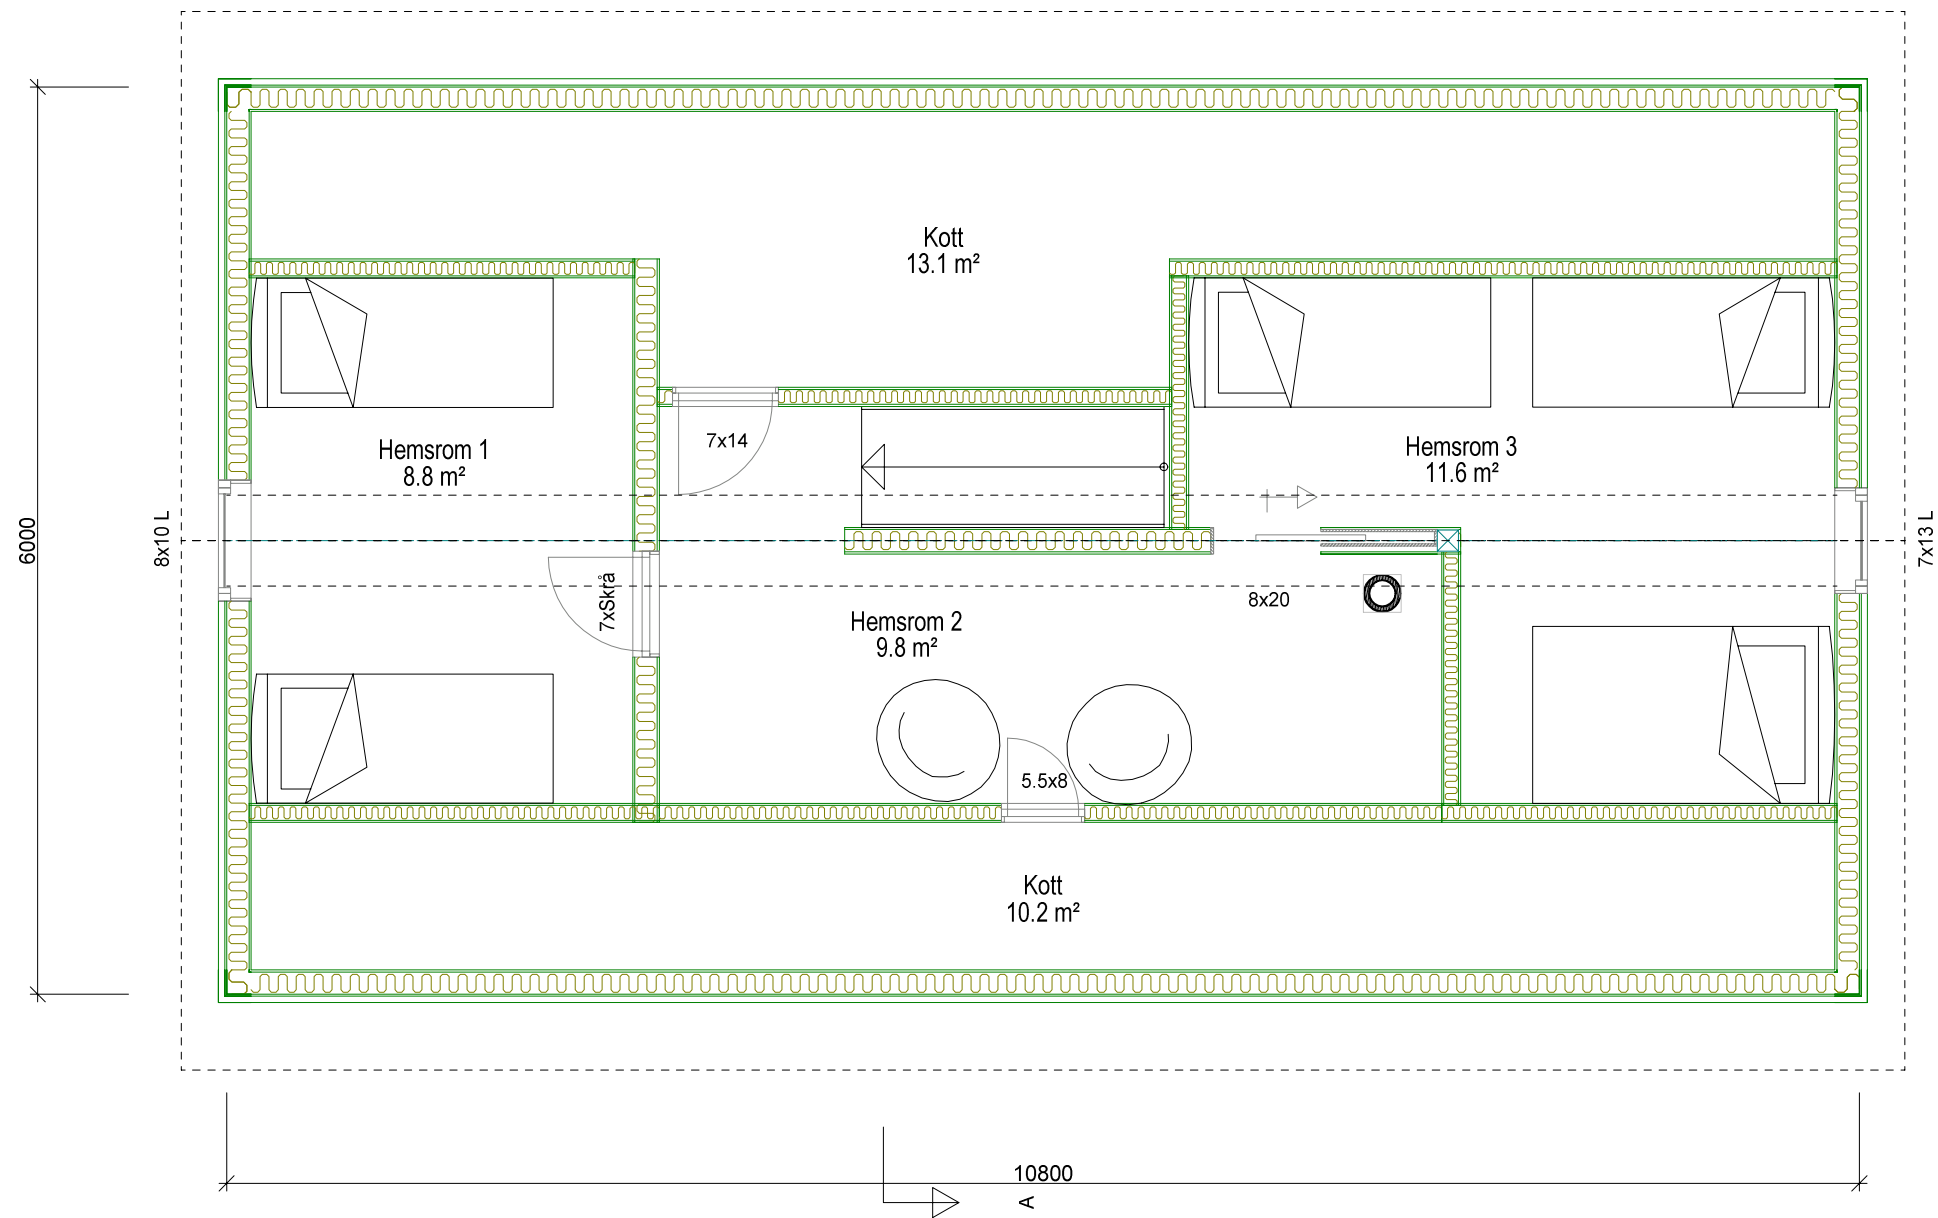 Kott
13.1 m²
Hemsrom 1
8.8 m²
7x14
Hemsrom 3
11.6 m²
6000
8x10 L
7x13 L
7xSkrå
8x20
Hemsrom 2
9.8 m²
5.5x8
Kott
10.2 m²
10800
A